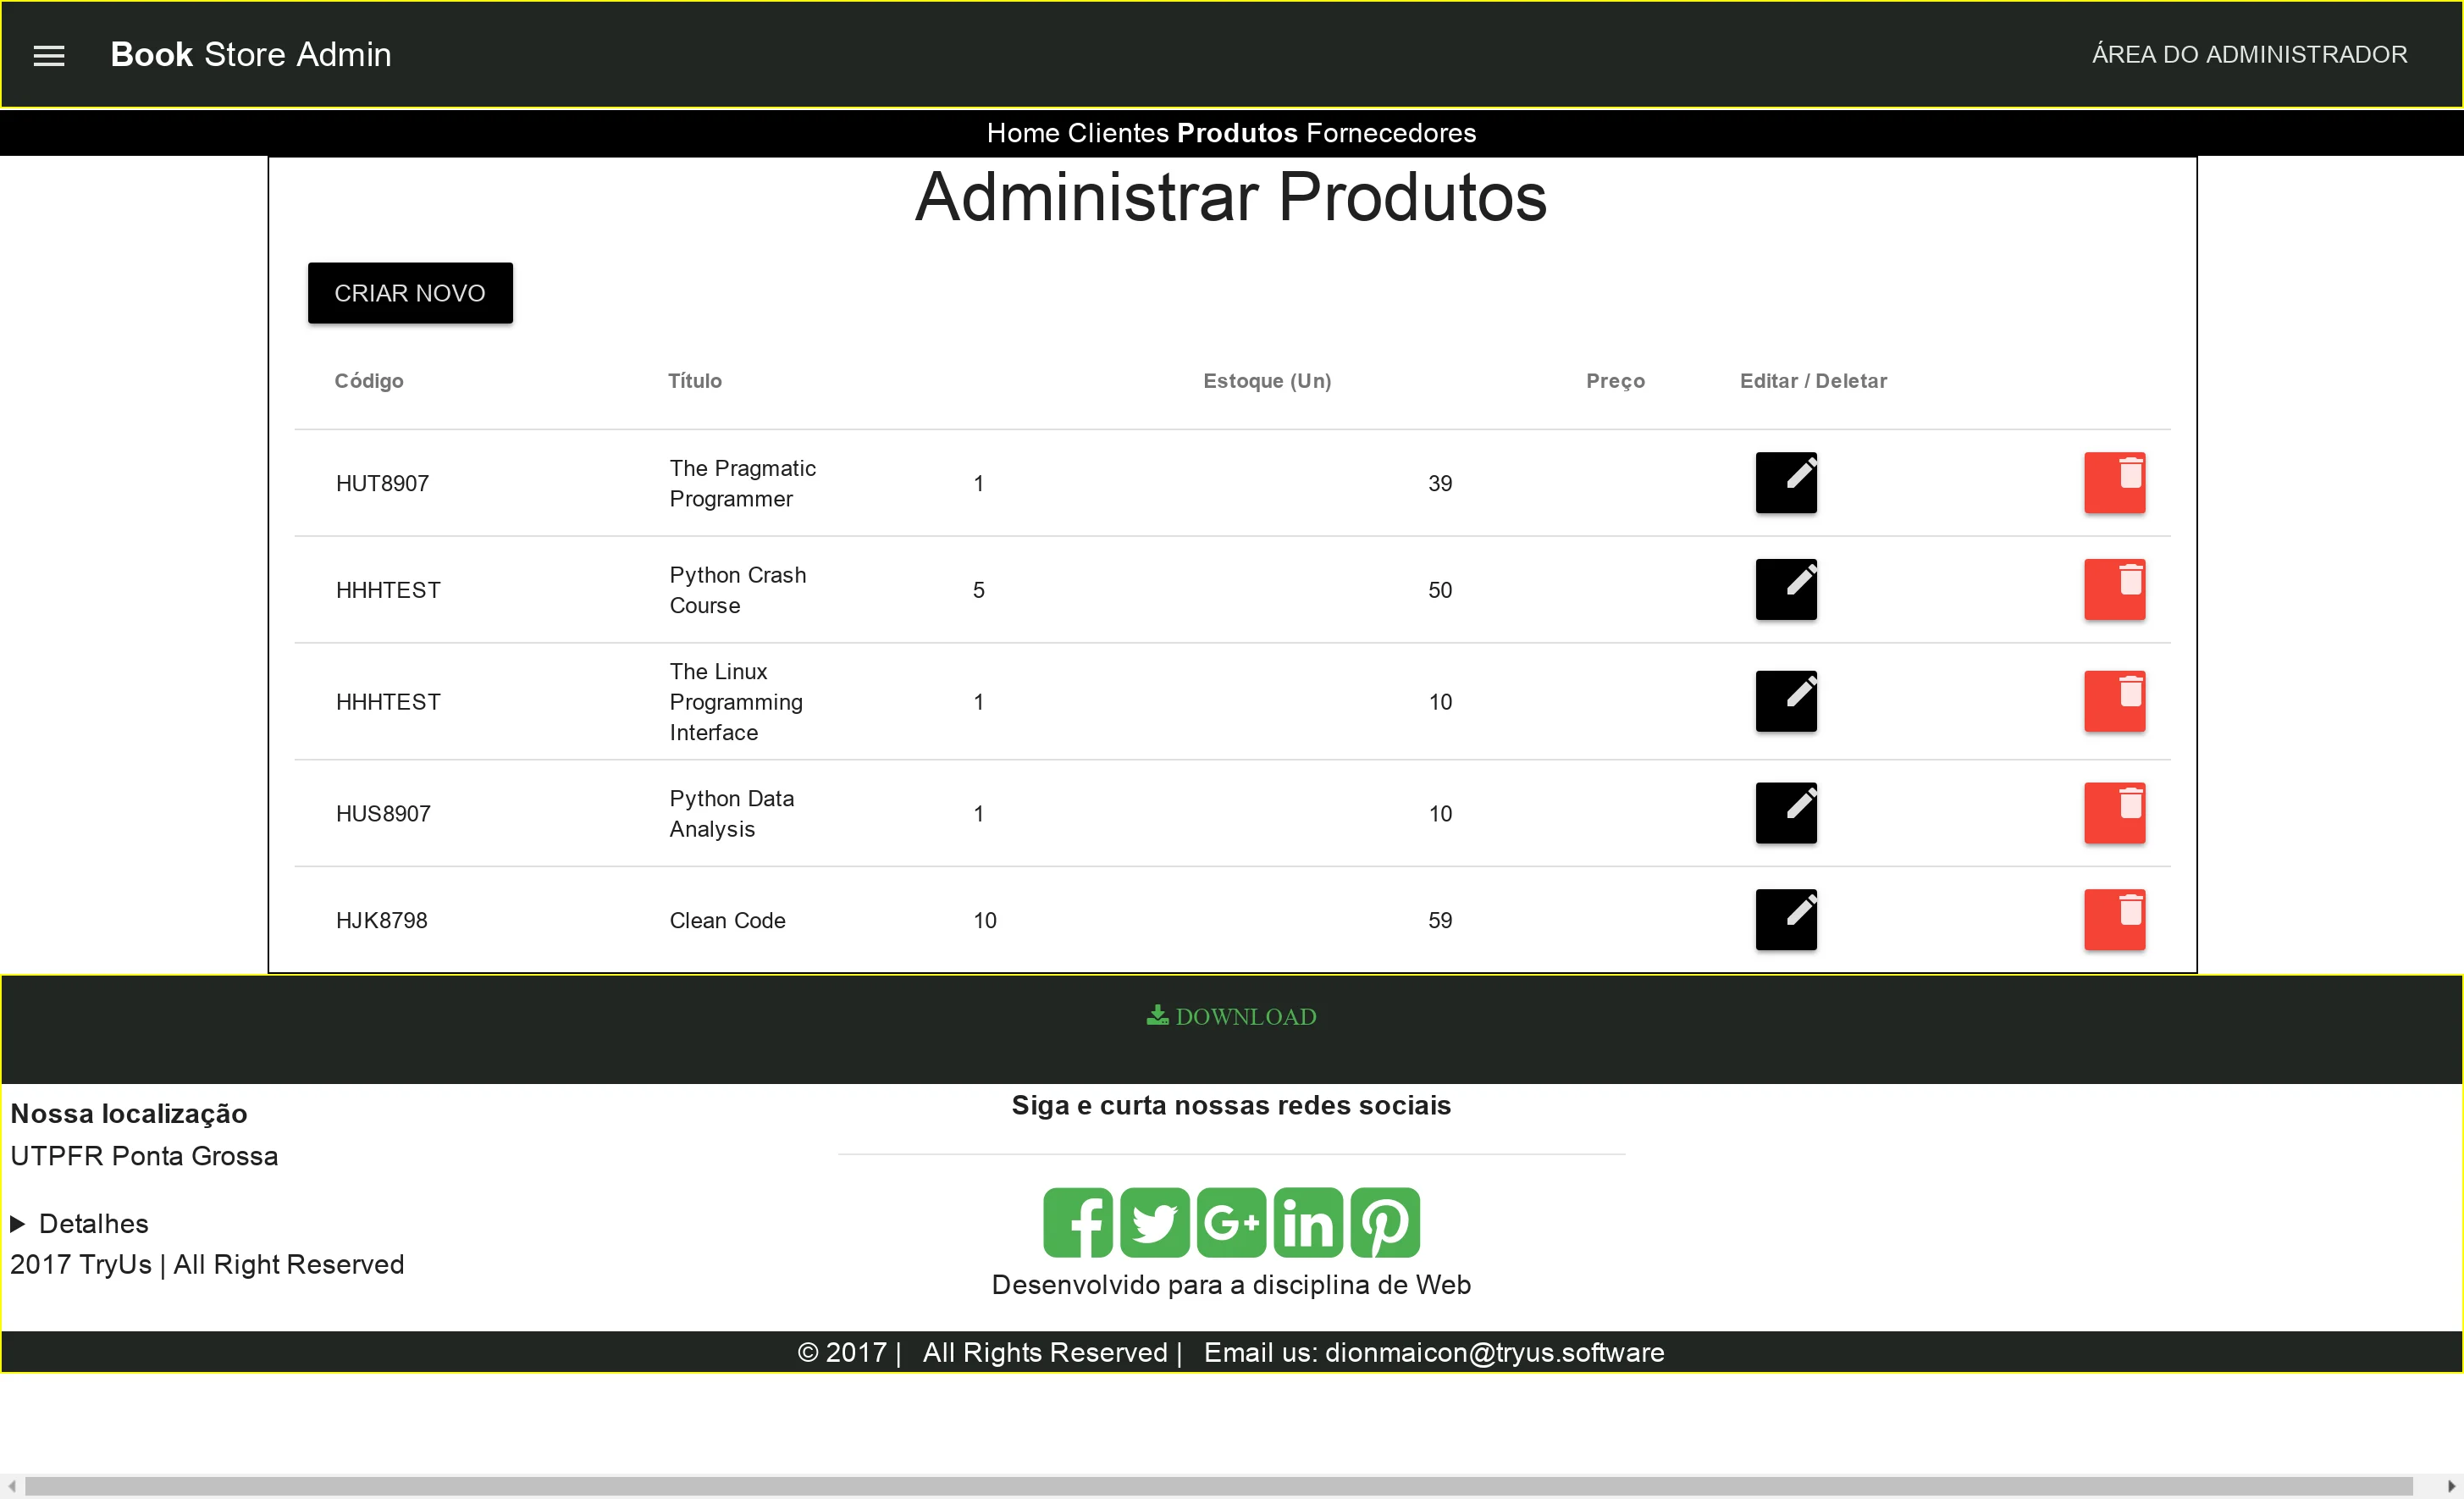 Book Store Admin
ÁREA DO ADMINISTRADOR
Home Clientes Produtos Fornecedores
Administrar Produtos
CRIAR NOVO
Código Título Estoque (Un) Preço Editar / Deletar
HUT8907
The Pragmatic
Programmer
1
39
HHHTEST
Python Crash
Course
5
50
HHHTEST
The Linux
Programming
Interface
1
10
HUS8907
Python Data
Analysis
1
10
HJK8798
Clean Code
10
59
DOWNLOAD
Nossa localização
UTPFR Ponta Grossa
Detalhes
2017 TryUs | All Right Reserved
Siga e curta nossas redes sociais
Desenvolvido para a disciplina de Web
© 2017 | All Rights Reserved | Email us: dionmaicon@tryus.software